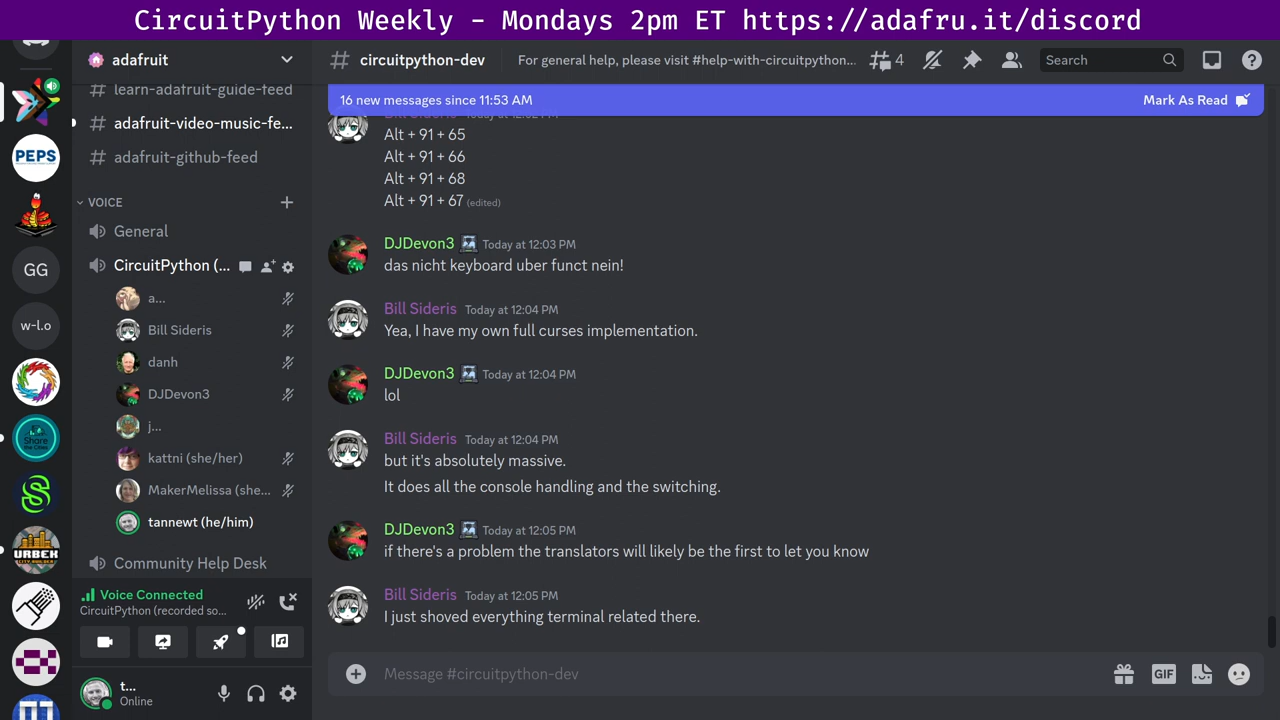 CircuitPython Weekly - Mondays 2pm ET https://adafru.it/discord
adafruit
learn-adafruit-guide-feed
adafruit-video-music-fe...
adafruit-github-feed
VOICE
General
CircuitPython (...
a...
Bill Sideris
danh
DJDevon3
j...
kattni (she/her)
MakerMelissa (she...
tannewt (he/him)
Community Help Desk
Voice Connected
CircuitPython (recorded so...
t...
Online
PEPS
GG
w-l.o
Share the Cities
URBEX
circuitpython-dev
For general help, please visit #help-with-circuitpython...
4
Search
16 new messages since 11:53 AM
Mark As Read
Alt + 91 + 65
Alt + 91 + 66
Alt + 91 + 68
Alt + 91 + 67 (edited)
DJDevon3 Today at 12:03 PM
das nicht keyboard uber funct nein!
Bill Sideris Today at 12:04 PM
Yea, I have my own full curses implementation.
DJDevon3 Today at 12:04 PM
lol
Bill Sideris Today at 12:04 PM
but it's absolutely massive.
It does all the console handling and the switching.
DJDevon3 Today at 12:05 PM
if there's a problem the translators will likely be the first to let you know
Bill Sideris Today at 12:05 PM
I just shoved everything terminal related there.
Message #circuitpython-dev
GIF